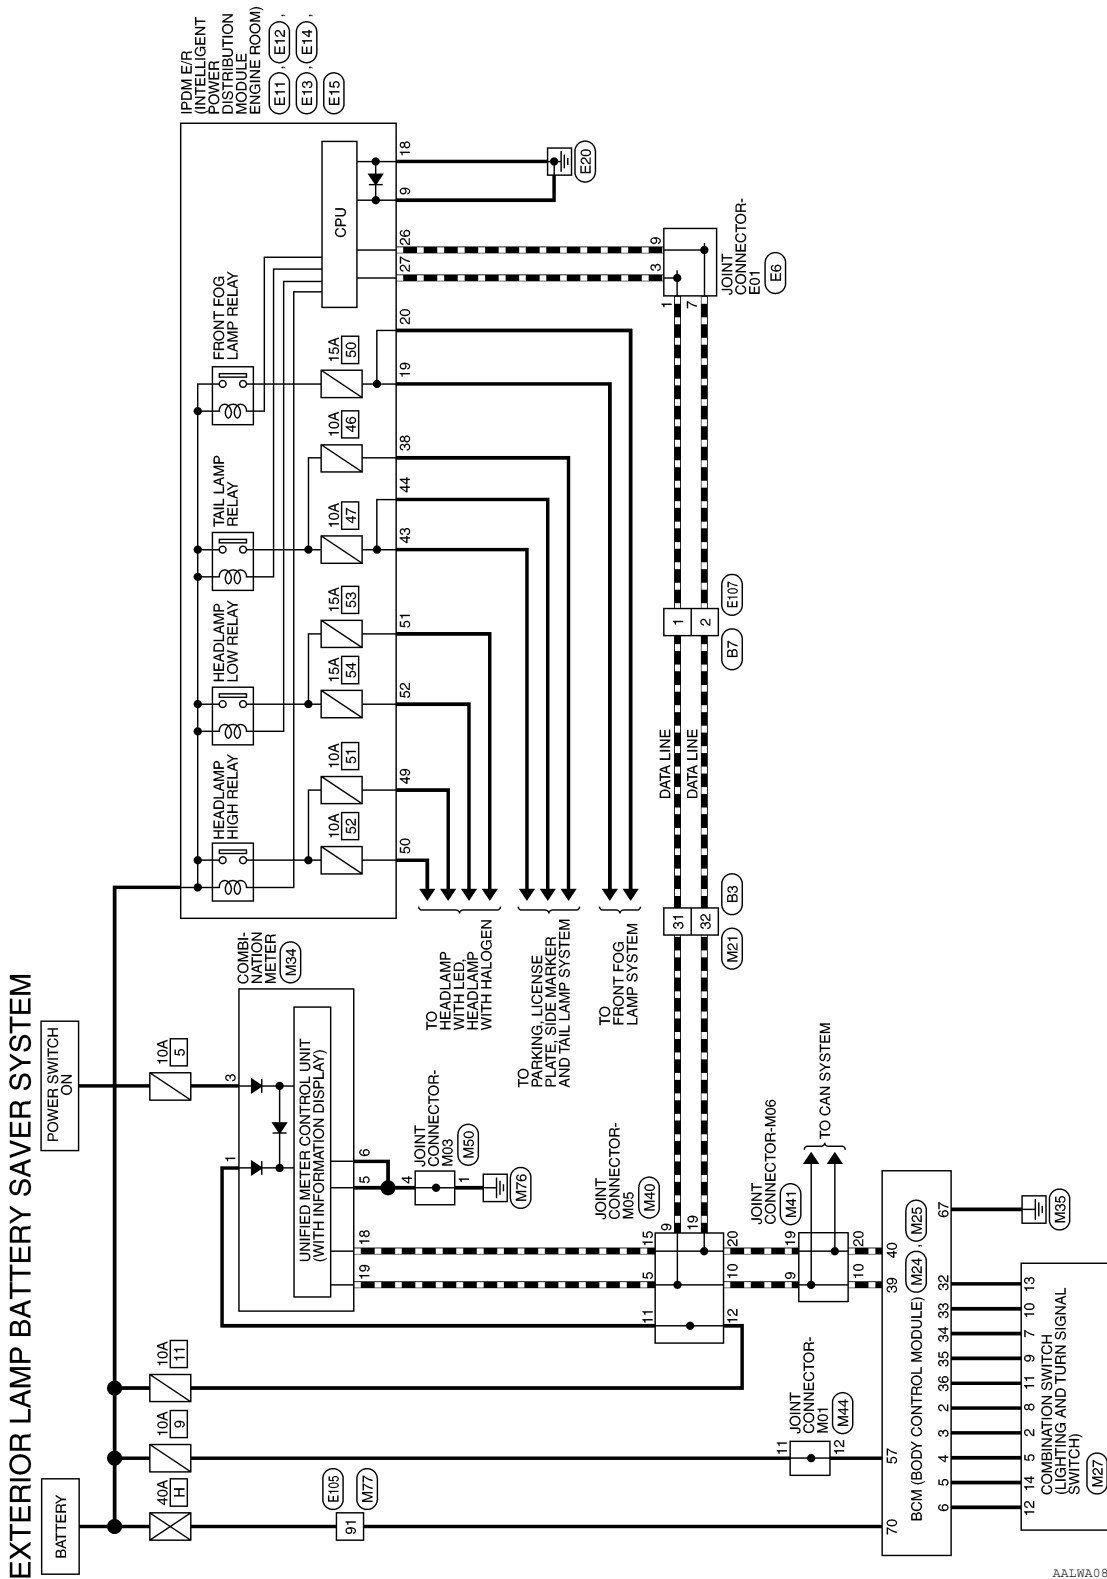 EXTERIOR LAMP BATTERY SAVER SYSTEM
BATTERY
POWER SWITCH
ON
40A
H
10A
9
10A
11
10A
5
E105
M77
91
COMBI-
NATION
METER
M34
3
1
UNIFIED METER CONTROL UNIT
(WITH INFORMATION DISPLAY)
19
18
5
6
4
JOINT
CONNECTOR-
M03
M50
1
M76
IPDM E/R
(INTELLIGENT
POWER
DISTRIBUTION
MODULE
ENGINE ROOM)
E11 , E12 ,
E13 , E14 ,
E15
HEADLAMP
HIGH RELAY
HEADLAMP
LOW RELAY
TAIL LAMP
RELAY
FRONT FOG
LAMP RELAY
CPU
10A
52
10A
51
15A
54
15A
53
10A
47
10A
46
15A
50
50
49
52
51
43
44
38
19
20
27
26
9
18
E20
TO
HEADLAMP
WITH LED,
HEADLAMP
WITH HALOGEN
TO
PARKING, LICENSE
PLATE, SIDE MARKER
AND TAIL LAMP SYSTEM
TO
FRONT FOG
LAMP SYSTEM
3
9
1
7
JOINT
CONNECTOR-
E01
E6
DATA LINE
DATA LINE
31
32
M21
B3
1
2
B7
E107
JOINT
CONNECTOR-
M05
M40
11
5
15
9
19
12
10
20
JOINT
CONNECTOR-M06
M41
9
19
10
20
TO CAN SYSTEM
11
JOINT
CONNECTOR-
M01
M44
12
70
57
39
40
BCM (BODY CONTROL MODULE)
M24 , M25
6
5
4
3
2
36
35
34
33
32
67
M35
12
14
5
2
8
11
9
7
10
13
COMBINATION SWITCH
(LIGHTING AND TURN SIGNAL
SWITCH)
M27